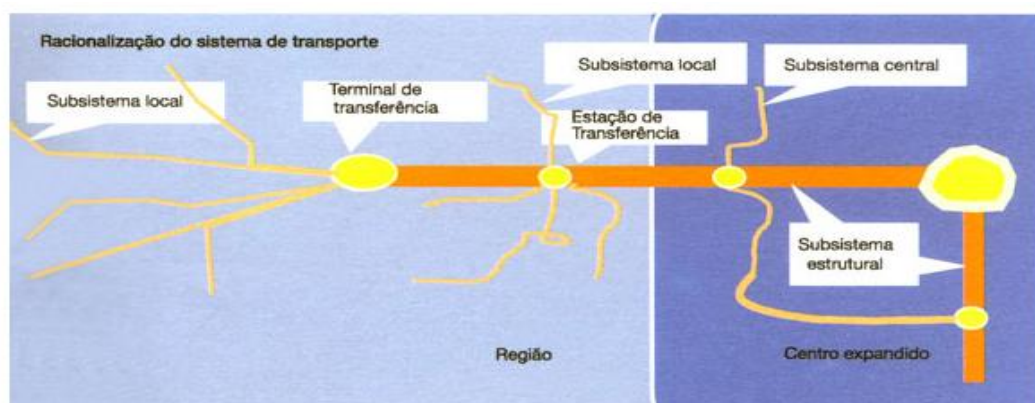 Racionalização do sistema de transporte
Subsistema local
Terminal de
transferência
Subsistema local
Estação de
Transferência
Subsistema central
Subsistema
estrutural
Região
Centro expandido